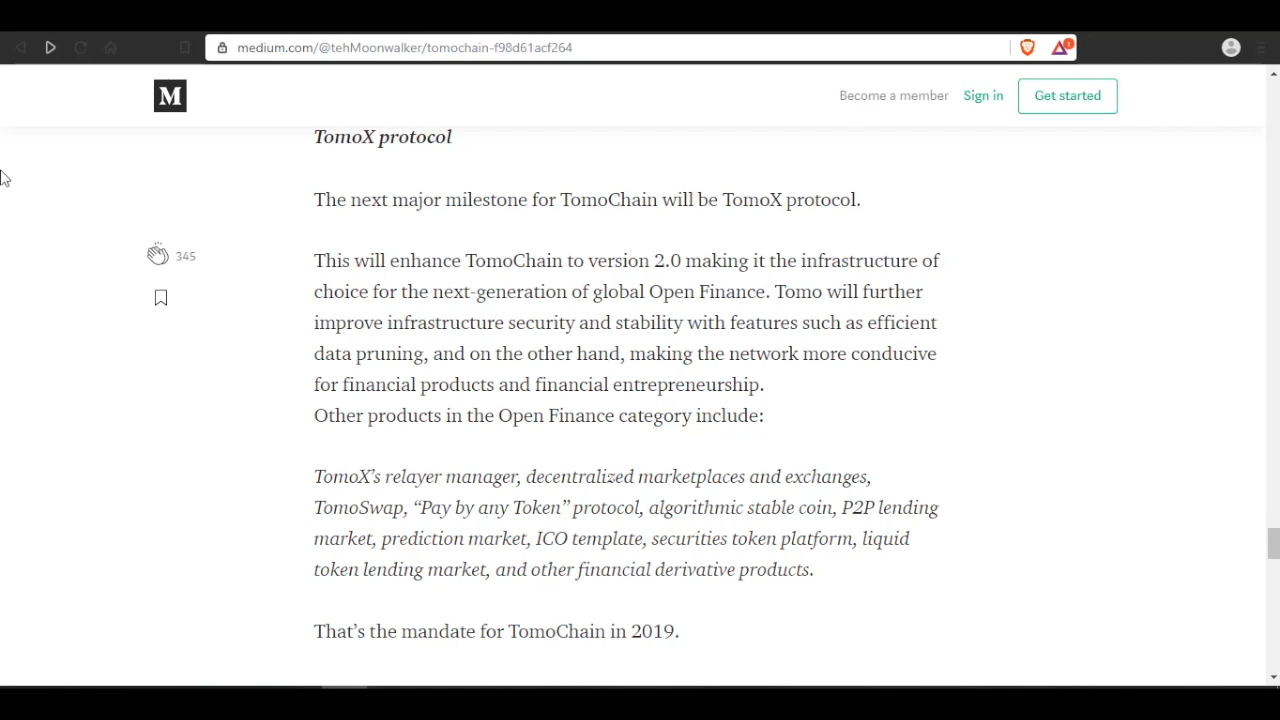 medium.com/@tehMoonwalker/tomochain-f98d61acf264
1
M
Become a member
Sign in
Get started
TomoX protocol
The next major milestone for TomoChain will be TomoX protocol.
345
This will enhance TomoChain to version 2.0 making it the infrastructure of
choice for the next-generation of global Open Finance. Tomo will further
improve infrastructure security and stability with features such as efficient
data pruning, and on the other hand, making the network more conducive
for financial products and financial entrepreneurship.
Other products in the Open Finance category include:
TomoX’s relayer manager, decentralized marketplaces and exchanges,
TomoSwap, “Pay by any Token” protocol, algorithmic stable coin, P2P lending
market, prediction market, ICO template, securities token platform, liquid
token lending market, and other financial derivative products.
That’s the mandate for TomoChain in 2019.